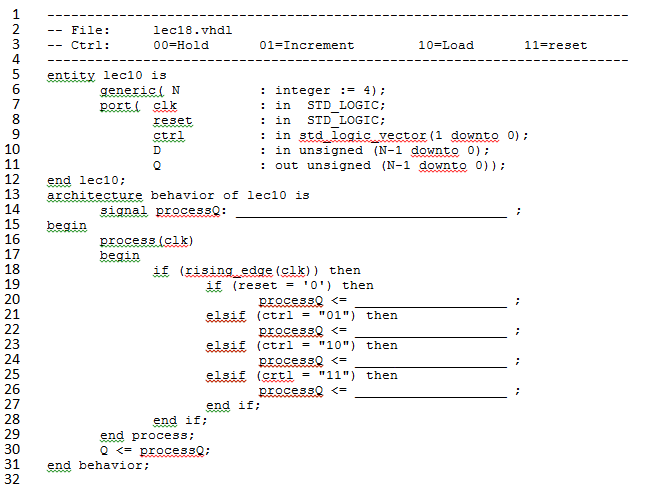 1 -------------------------------------------------------------------
2 -- File: lec18.vhdl
3 -- Ctrl: 00=Hold 01=Increment 10=Load 11=reset
4 -------------------------------------------------------------------
5 entity lec10 is
6 generic( N : integer := 4);
7 port( clk : in STD_LOGIC;
8 reset : in STD_LOGIC;
9 ctrl : in std_logic_vector(1 downto 0);
10 D : in unsigned (N-1 downto 0);
11 Q : out unsigned (N-1 downto 0));
12 end lec10;
13 architecture behavior of lec10 is
14 signal processQ: __________________________ ;
15 begin
16 process(clk)
17 begin
18 if (rising_edge(clk)) then
19 if (reset = '0') then
20 processQ <= _______________ ;
21 elsif (ctrl = "01") then
22 processQ <= _______________ ;
23 elsif (ctrl = "10") then
24 processQ <= _______________ ;
25 elsif (crtl = "11") then
26 processQ <= _______________ ;
27 end if;
28 end if;
29 end process;
30 Q <= processQ;
31 end behavior;
32